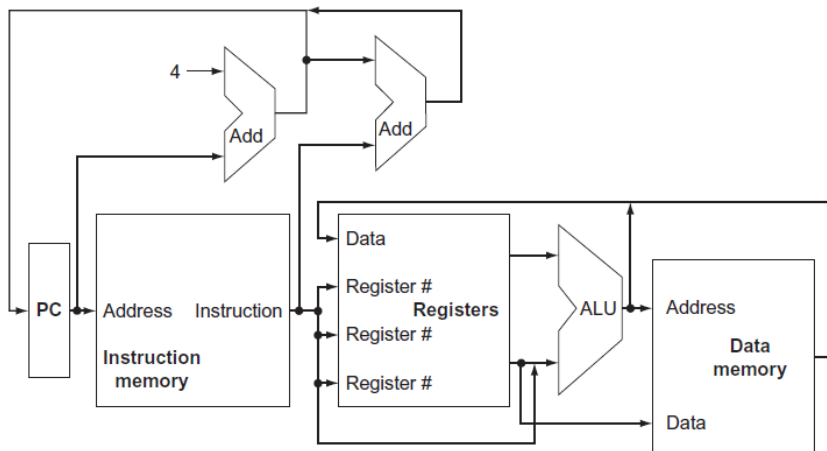 4
Add
Add
PC
Address
Instruction
Instruction
memory
Data
Register #
Registers
Register #
Register #
ALU
Address
Data
memory
Data